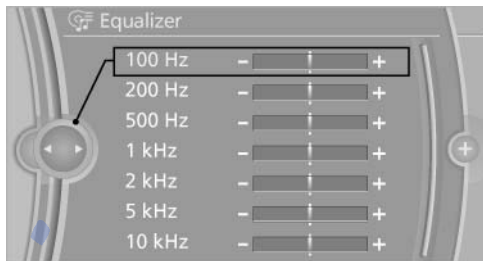 Equalizer
100 Hz - +
200 Hz - +
500 Hz - +
1 kHz - +
2 kHz - +
5 kHz - +
10 kHz - +
+